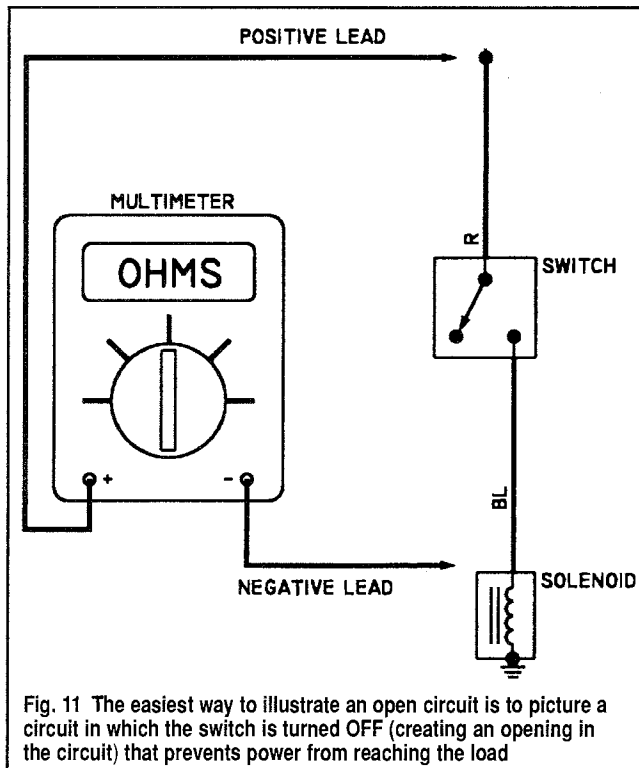 POSITIVE LEAD
MULTIMETER
OHMS
R
SWITCH
+
-
BL
NEGATIVE LEAD
SOLENOID
Fig. 11 The easiest way to illustrate an open circuit is to picture a
circuit in which the switch is turned OFF (creating an opening in
the circuit) that prevents power from reaching the load